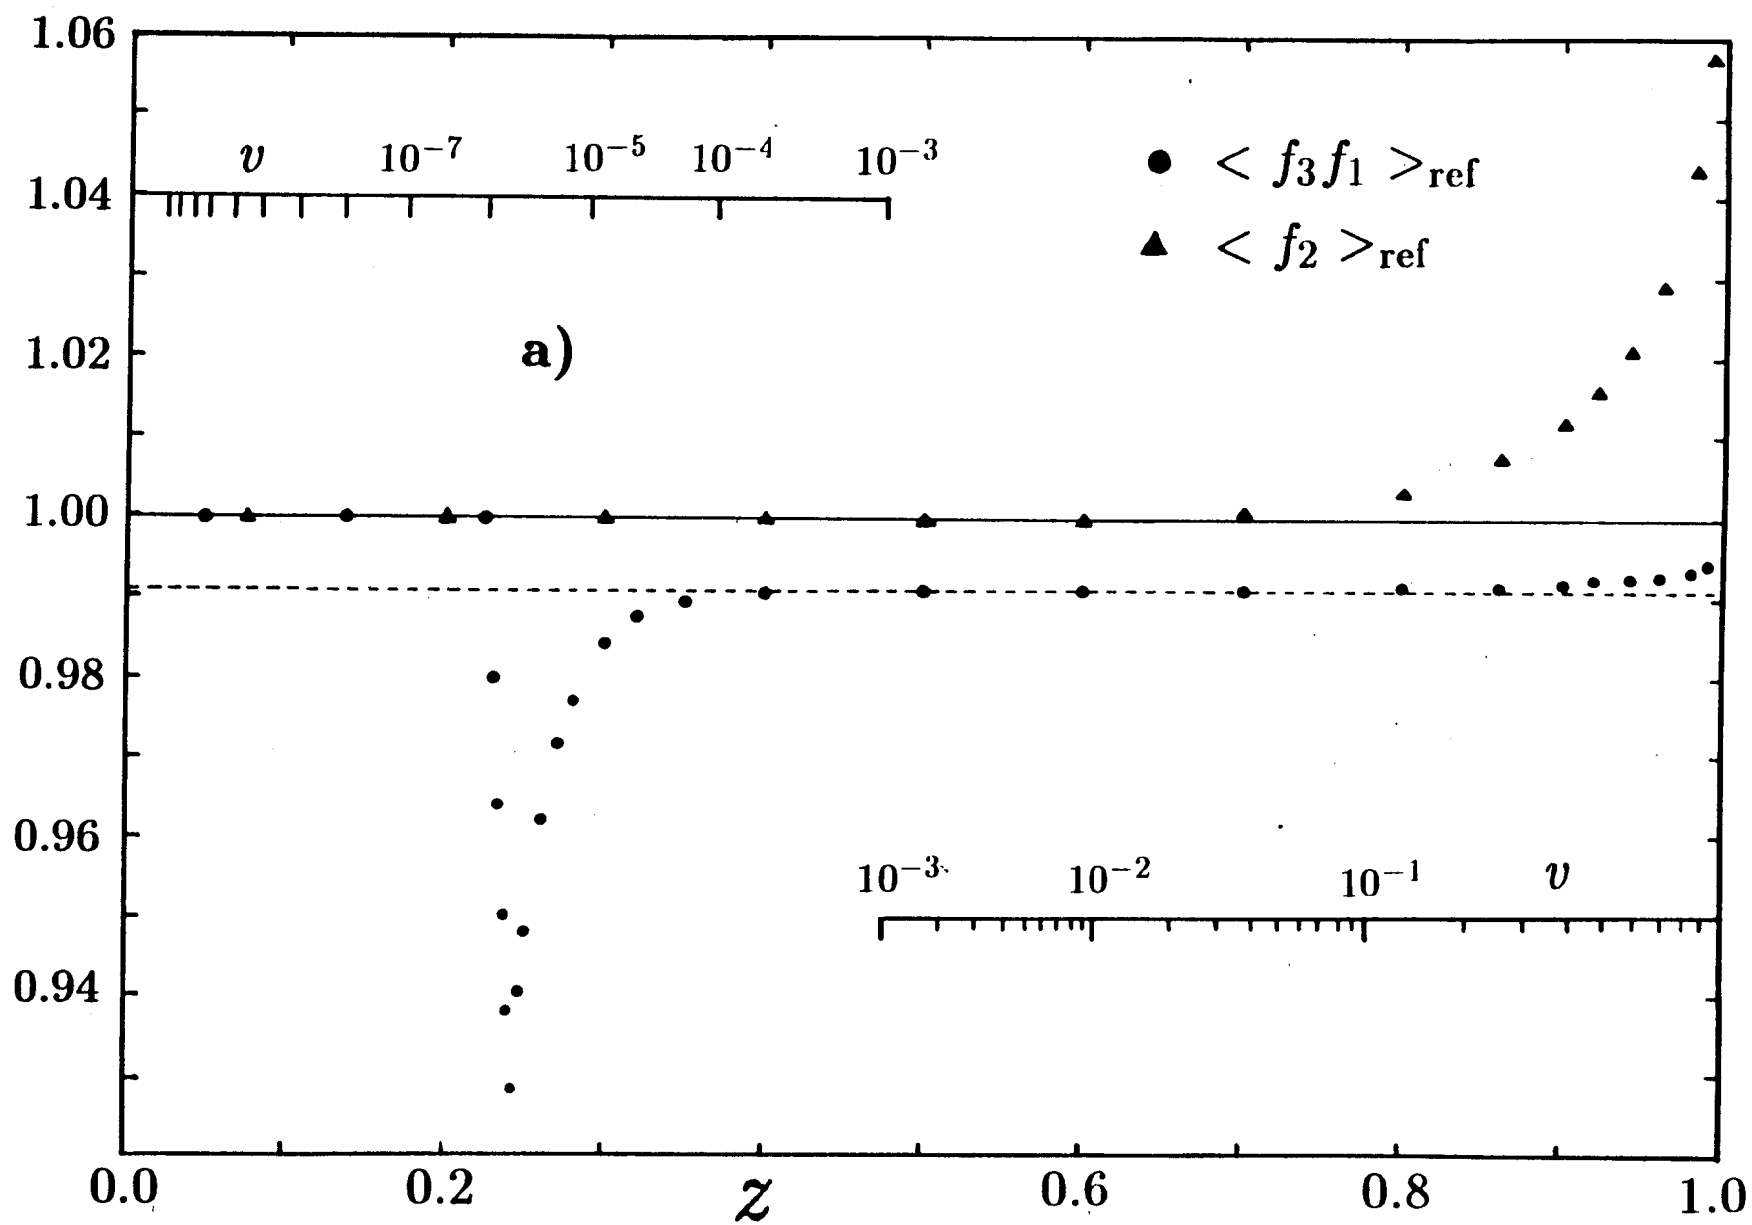 1.06
v 10⁻⁷ 10⁻⁵ 10⁻⁴ 10⁻³
● < f₃f₁ >ref
1.04
▲ < f₂ >ref
a)
1.02
1.00
0.98
0.96
10⁻³ 10⁻² 10⁻¹ v
0.94
0.0 0.2 z 0.6 0.8 1.0